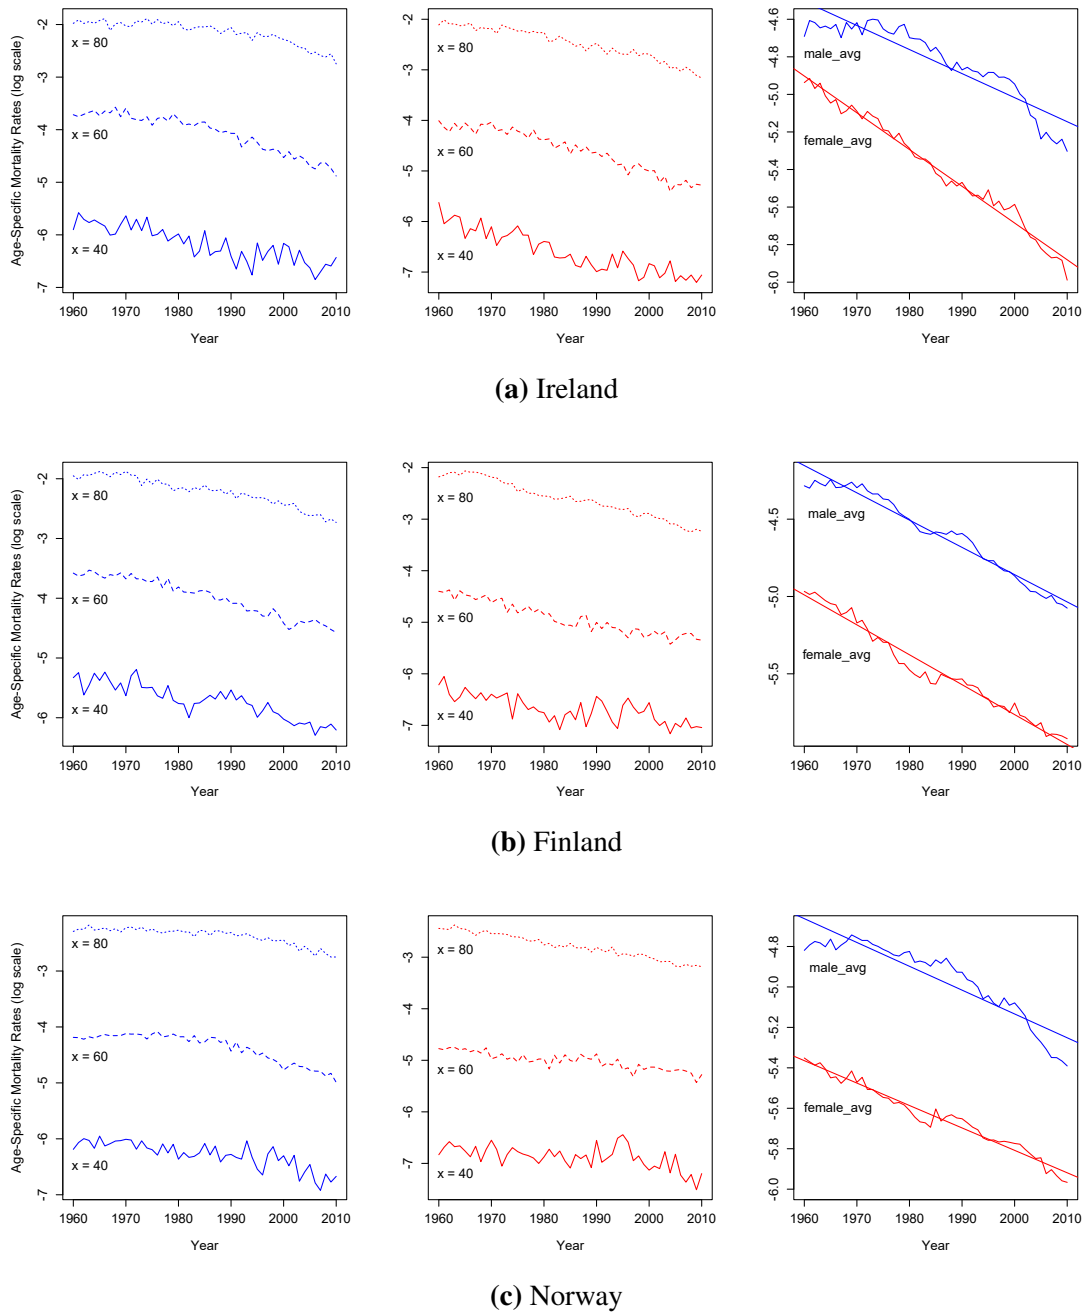 Age-Specific Mortality Rates (log scale)
-2
-3
-4
-5
-6
-7
x = 80
x = 60
x = 40
1960 1970 1980 1990 2000 2010
Year
-2
-3
-4
-5
-6
-7
x = 80
x = 60
x = 40
1960 1970 1980 1990 2000 2010
Year
-4.6
-5.0
-5.2
-5.6
-5.8
-6.0
male_avg
female_avg
1960 1970 1980 1990 2000 2010
Year
(a) Ireland
Age-Specific Mortality Rates (log scale)
-2
-3
-4
-5
-6
x = 80
x = 60
x = 40
1960 1970 1980 1990 2000 2010
Year
-2
-3
-4
-5
-6
-7
x = 80
x = 60
x = 40
1960 1970 1980 1990 2000 2010
Year
-4.5
-5.0
-5.5
male_avg
female_avg
1960 1970 1980 1990 2000 2010
Year
(b) Finland
Age-Specific Mortality Rates (log scale)
-3
-4
-5
-6
-7
x = 80
x = 60
x = 40
1960 1970 1980 1990 2000 2010
Year
-3
-4
-5
-6
-7
x = 80
x = 60
x = 40
1960 1970 1980 1990 2000 2010
Year
-4.8
-5.0
-5.2
-5.4
-5.6
-5.8
-6.0
male_avg
female_avg
1960 1970 1980 1990 2000 2010
Year
(c) Norway